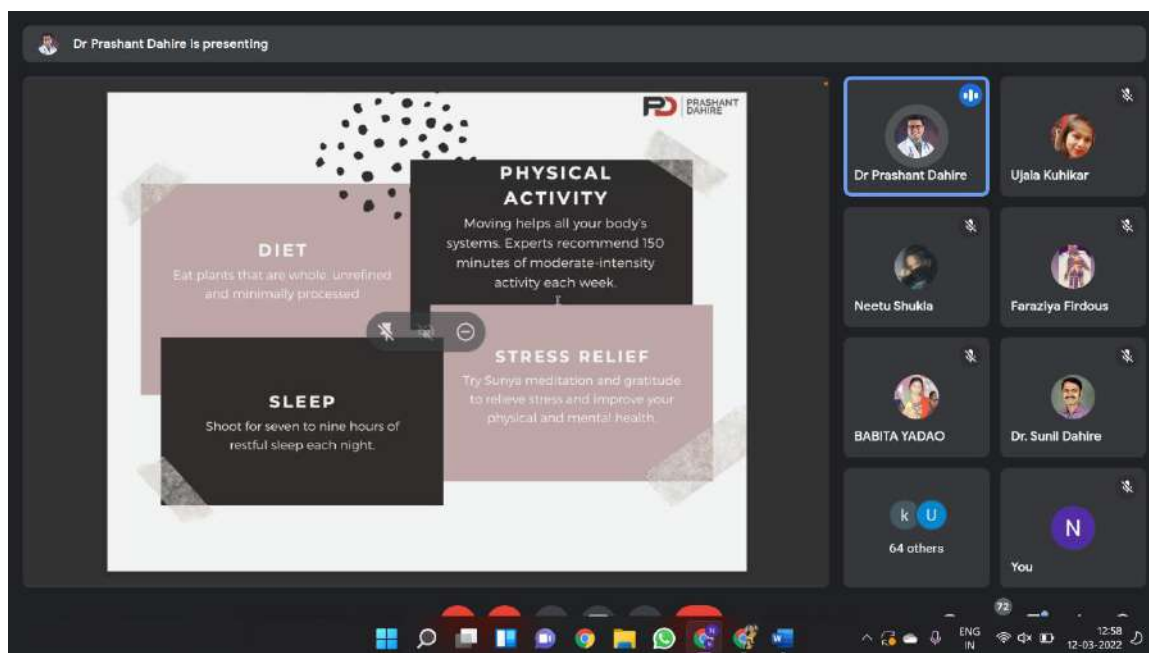 Dr Prashant Dahire is presenting
PD PRASHANT
DAHIRE
PHYSICAL
ACTIVITY
Moving helps all your body's
systems. Experts recommend 150
minutes of moderate-intensity
activity each week.
DIET
Eat plants that are whole, unrefined
and minimally processed
STRESS RELIEF
Try Sunya meditation and gratitude
to relieve stress and improve your
physical and mental health.
SLEEP
Shoot for seven to nine hours of
restful sleep each night.
Dr Prashant Dahire
Ujala Kuhikar
Neetu Shukla
Faraziya Firdous
BABITA YADAO
Dr. Sunil Dahire
k U
64 others
N
You
72
ENG
IN
12:58
12-03-2022